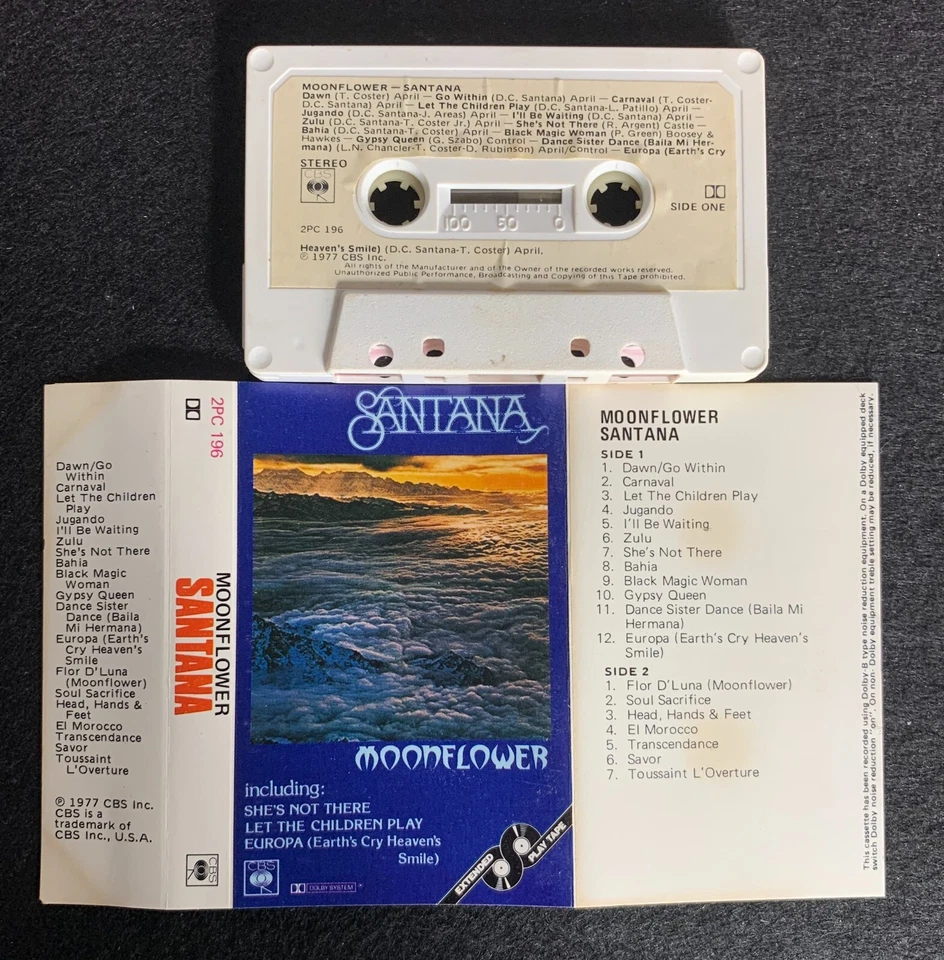 MOONFLOWER — SANTANA
Dawn (T. Coster) April — Go Within (D.C. Santana) April — Carnaval (T. Coster-
D.C. Santana) April — Let The Children Play (D.C. Santana-L. Patillo) April —
Jugando (D.C. Santana-J. Areas) April — I'll Be Waiting (D.C. Santana) April —
Zulu (D.C. Santana-T. Coster Jr.) April — She's Not There (R. Argent) Castle —
Bahia (D.C. Santana-T. Coster) April — Black Magic Woman (P. Green) Boosey &
Hawkes — Gypsy Queen (G. Szabo) Control — Dance Sister Dance (Baila Mi Her-
mana) (L.N. Chancler-T. Coster-D. Rubinson) April/Control — Europa (Earth's Cry
STEREO
CBS
100 50 0
SIDE ONE
2PC 196
Heaven's Smile) (D.C. Santana-T. Coster) April.
℗ 1977 CBS Inc.
All rights of the Manufacturer and of the Owner of the recorded works reserved.
Unauthorized Public Performance, Broadcasting and Copying of this Tape prohibited.
Dawn/Go
Within
Carnaval
Let The Children
Play
Jugando
I'll Be Waiting
Zulu
She's Not There
Bahia
Black Magic
Woman
Gypsy Queen
Dance Sister
Dance (Baila
Mi Hermana)
Europa (Earth's
Cry Heaven's
Smile
Flor D'Luna
(Moonflower)
Soul Sacrifice
Head, Hands &
Feet
El Morocco
Transcendance
Savor
Toussaint
L'Overture
℗ 1977 CBS Inc.
CBS is a
trademark of
CBS Inc., U.S.A.
2PC 196
MOONFLOWER
SANTANA
CBS
SANTANA
MOONFLOWER
including:
SHE'S NOT THERE
LET THE CHILDREN PLAY
EUROPA (Earth's Cry Heaven's
Smile)
CBS
DOLBY SYSTEM
EXTENDED PLAY TAPE
MOONFLOWER
SANTANA
SIDE 1
1. Dawn/Go Within
2. Carnaval
3. Let The Children Play
4. Jugando
5. I'll Be Waiting
6. Zulu
7. She's Not There
8. Bahia
9. Black Magic Woman
10. Gypsy Queen
11. Dance Sister Dance (Baila Mi
Hermana)
12. Europa (Earth's Cry Heaven's
Smile)
SIDE 2
1. Flor D'Luna (Moonflower)
2. Soul Sacrifice
3. Head, Hands & Feet
4. El Morocco
5. Transcendance
6. Savor
7. Toussaint L'Overture
This cassette has been recorded using Dolby-B type noise reduction equipment. On a Dolby equipped deck
switch Dolby noise reduction "on". On non-Dolby equipment treble setting may be reduced, if necessary.